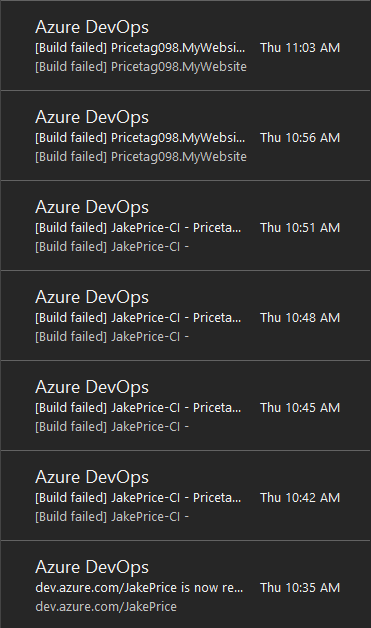 Azure DevOps
[Build failed] Pricetag098.MyWebsi... Thu 11:03 AM
[Build failed] Pricetag098.MyWebsite
Azure DevOps
[Build failed] Pricetag098.MyWebsi... Thu 10:56 AM
[Build failed] Pricetag098.MyWebsite
Azure DevOps
[Build failed] JakePrice-CI - Priceta... Thu 10:51 AM
[Build failed] JakePrice-CI -
Azure DevOps
[Build failed] JakePrice-CI - Priceta... Thu 10:48 AM
[Build failed] JakePrice-CI -
Azure DevOps
[Build failed] JakePrice-CI - Priceta... Thu 10:45 AM
[Build failed] JakePrice-CI -
Azure DevOps
[Build failed] JakePrice-CI - Priceta... Thu 10:42 AM
[Build failed] JakePrice-CI -
Azure DevOps
dev.azure.com/JakePrice is now re... Thu 10:35 AM
dev.azure.com/JakePrice